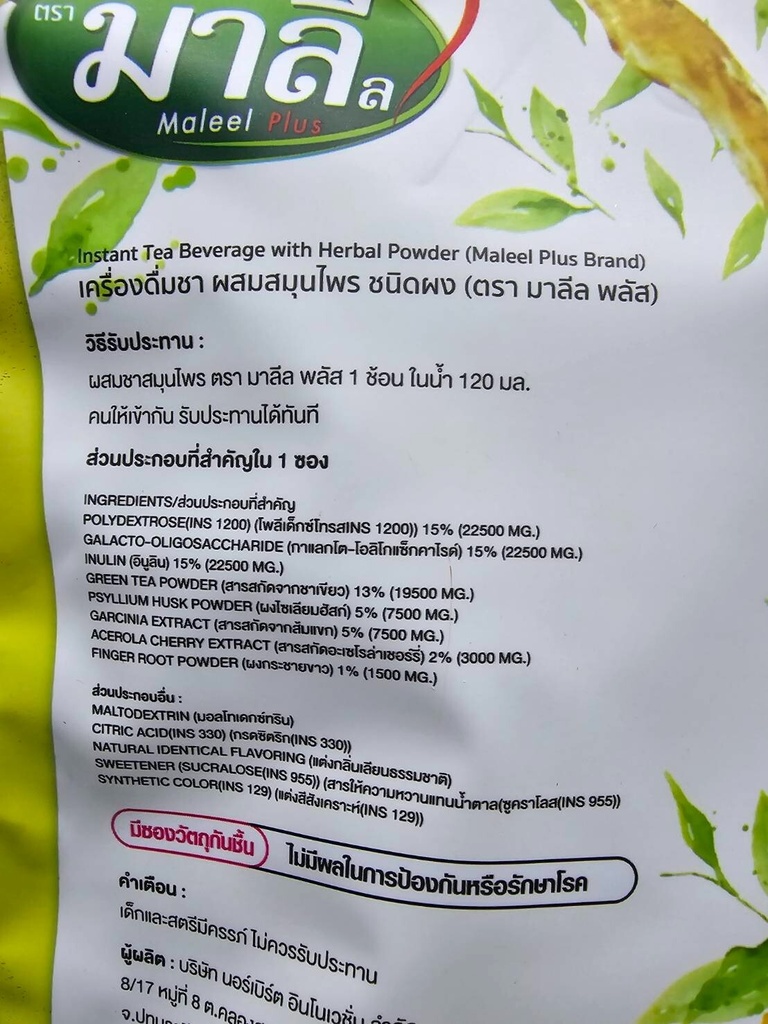 ตรา
มาลีล
Maleel Plus
Instant Tea Beverage with Herbal Powder (Maleel Plus Brand)
เครื่องดื่มชา ผสมสมุนไพร ชนิดผง (ตรา มาลีล พลัส)
วิธีรับประทาน :
ผสมชาสมุนไพร ตรา มาลีล พลัส 1 ช้อน ในน้ำ 120 มล.
คนให้เข้ากัน รับประทานได้ทันที
ส่วนประกอบที่สำคัญใน 1 ซอง
INGREDIENTS/ส่วนประกอบที่สำคัญ
POLYDEXTROSE(INS 1200) (โพลีเด็กซ์โทรสINS 1200)) 15% (22500 MG.)
GALACTO-OLIGOSACCHARIDE (กาแลกโต-โอลิโกแซ็กคาไรด์) 15% (22500 MG.)
INULIN (อินูลิน) 15% (22500 MG.)
GREEN TEA POWDER (สารสกัดจากชาเขียว) 13% (19500 MG.)
PSYLLIUM HUSK POWDER (ผงไซเลียมฮัสก์) 5% (7500 MG.)
GARCINIA EXTRACT (สารสกัดจากส้มแขก) 5% (7500 MG.)
ACEROLA CHERRY EXTRACT (สารสกัดอะเซโรล่าเชอร์รี่) 2% (3000 MG.)
FINGER ROOT POWDER (ผงกระชายขาว) 1% (1500 MG.)
ส่วนประกอบอื่น :
MALTODEXTRIN (มอลโทเดกซ์ทริน)
CITRIC ACID(INS 330) (กรดซิตริก(INS 330))
NATURAL IDENTICAL FLAVORING (แต่งกลิ่นเลียนธรรมชาติ)
SWEETENER (SUCRALOSE(INS 955)) (สารให้ความหวานแทนน้ำตาล(ซูคราโลส(INS 955))
SYNTHETIC COLOR(INS 129) (แต่งสีสังเคราะห์(INS 129))
มีซองวัตถุกันชื้น ไม่มีผลในการป้องกันหรือรักษาโรค
คำเตือน :
เด็กและสตรีมีครรภ์ ไม่ควรรับประทาน
ผู้ผลิต : บริษัท นอร์เบิร์ต อินโนเวชั่น
8/17 หมู่ที่ 8